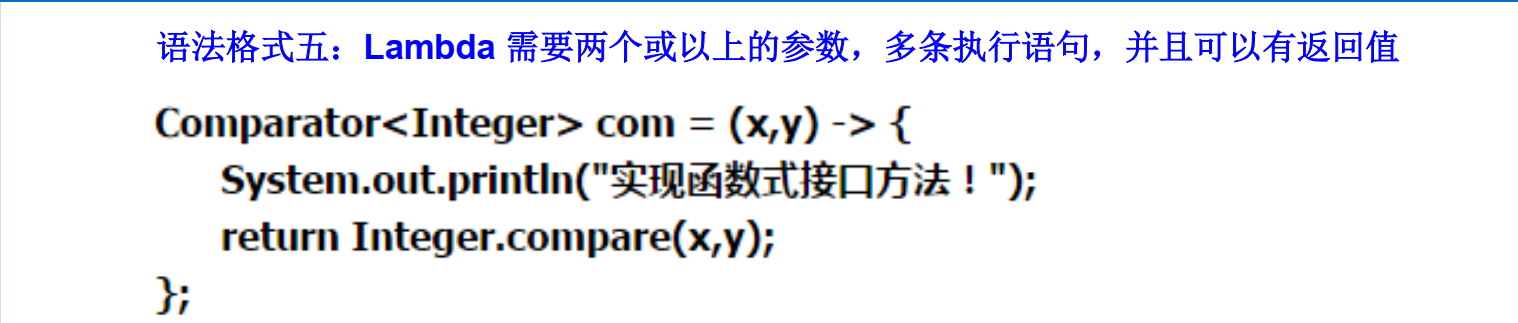 语法格式五：Lambda 需要两个或以上的参数，多条执行语句，并且可以有返回值
Comparator<Integer> com = (x,y) -> {
System.out.println("实现函数式接口方法！");
return Integer.compare(x,y);
};